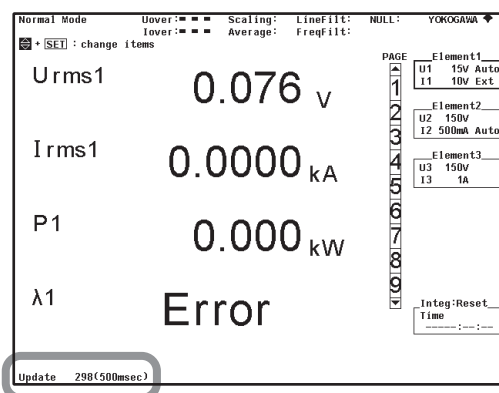 Normal Mode Uover: Scaling: LineFilt: NULL: YOKOGAWA
Iover: Average: FreqFilt:
+ SET : change items
PAGE
1
2
3
4
5
6
7
8
9
Urms1 0.076 V
Irms1 0.0000 kA
P1 0.000 kW
λ1 Error
Element1
U1 15V Auto
I1 10V Ext
Element2
U2 150V
I2 500mA Auto
Element3
U3 150V
I3 1A
Integ:Reset
Time
-----:--:--
Update 298(500msec)